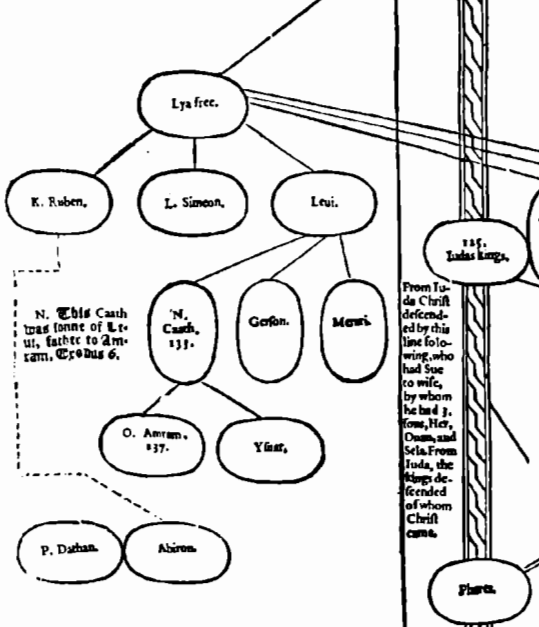 Lya free.
K. Ruben.
L. Simeon.
Leui.
125.
Iudas kings,
N. This Caath
was sonne of Le-
ui, father to Am-
ram, Exodus 6.
N.
Caath,
133.
Gerson.
Merari.
From Iu-
da Christ
descend-
ed by this
line folo-
wing, who
had Sue
to wife,
by whom
he had 3.
sons, Her,
Onan, and
Sela. From
Iuda, the
kings de-
scended
of whom
Christ
came.
O. Amram,
137.
Ysuar,
P. Dathan.
Abiron.
Phares.